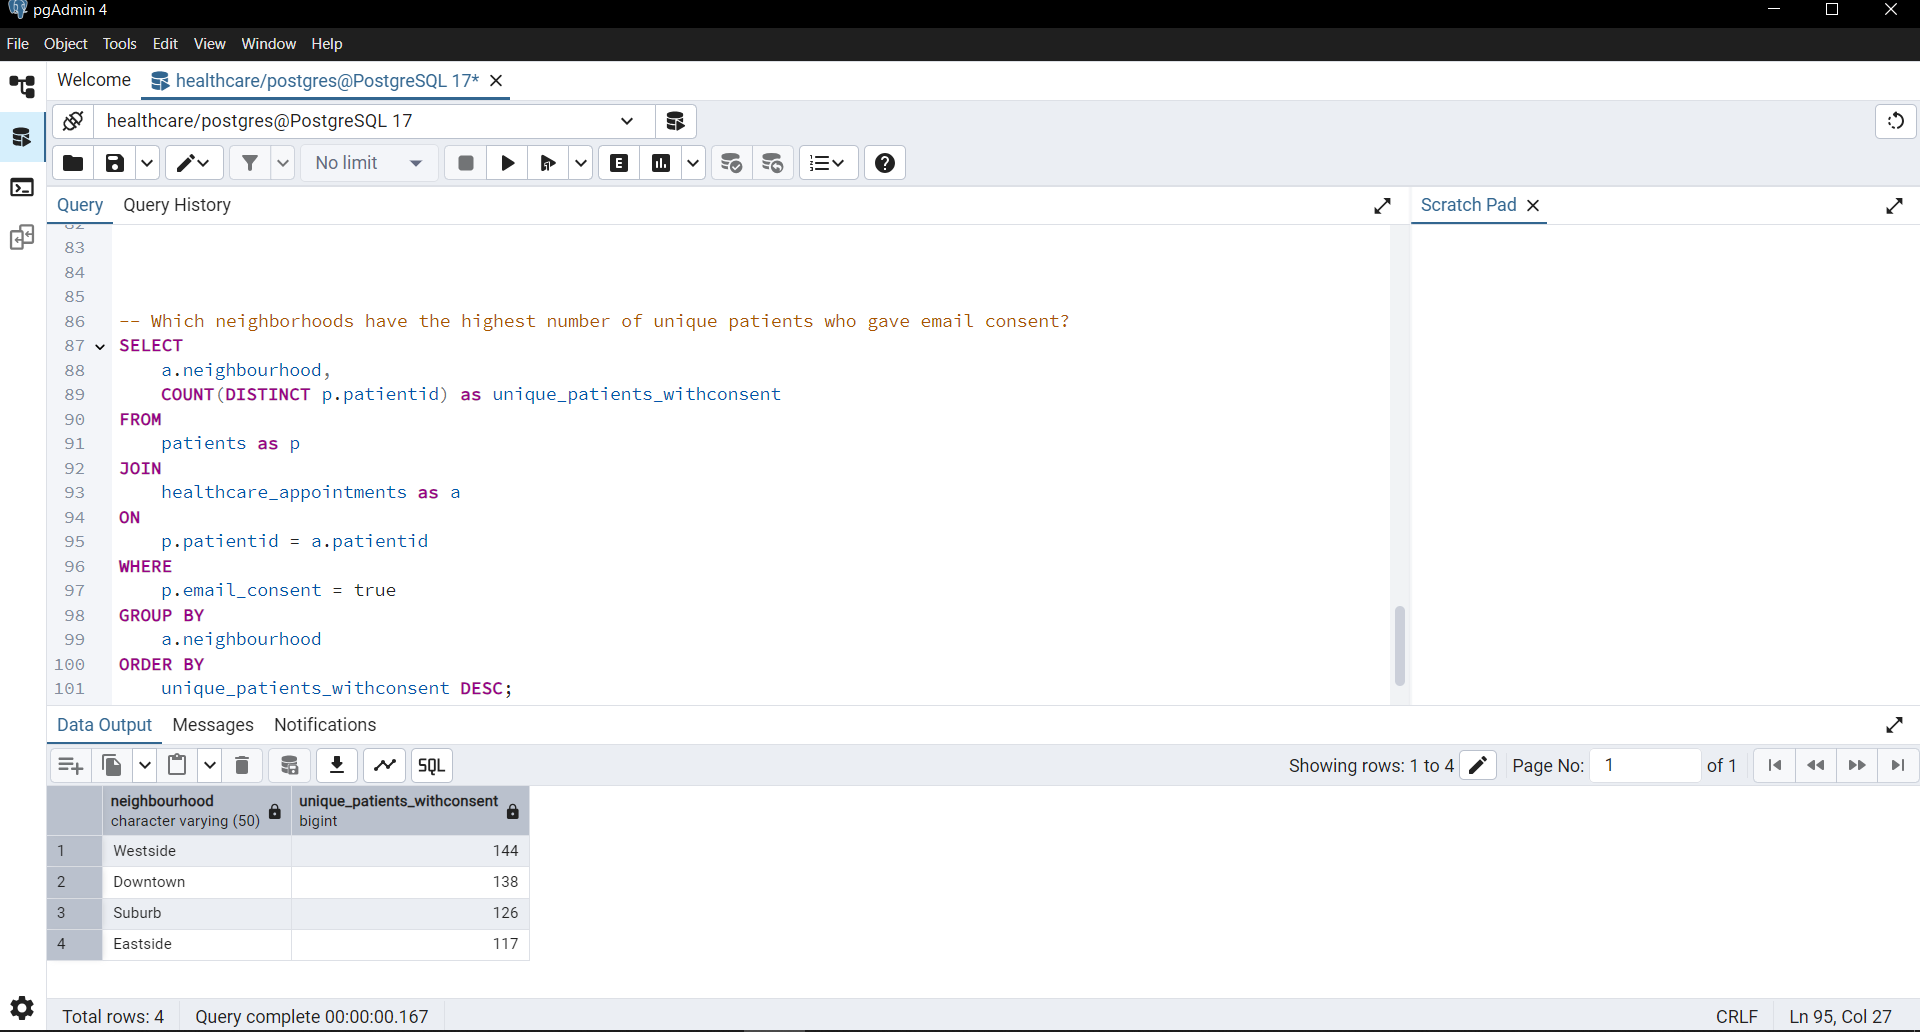 pgAdmin 4
File Object Tools Edit View Window Help
Welcome healthcare/postgres@PostgreSQL 17*
healthcare/postgres@PostgreSQL 17
No limit E
Query Query History Scratch Pad
82
83
84
85
86 -- Which neighborhoods have the highest number of unique patients who gave email consent?
87 SELECT
88 a.neighbourhood,
89 COUNT(DISTINCT p.patientid) as unique_patients_withconsent
90 FROM
91 patients as p
92 JOIN
93 healthcare_appointments as a
94 ON
95 p.patientid = a.patientid
96 WHERE
97 p.email_consent = true
98 GROUP BY
99 a.neighbourhood
100 ORDER BY
101 unique_patients_withconsent DESC;
Data Output Messages Notifications
SQL Showing rows: 1 to 4 Page No: 1 of 1
neighbourhood unique_patients_withconsent
character varying (50) bigint
1 Westside 144
2 Downtown 138
3 Suburb 126
4 Eastside 117
Total rows: 4 Query complete 00:00:00.167 CRLF Ln 95, Col 27